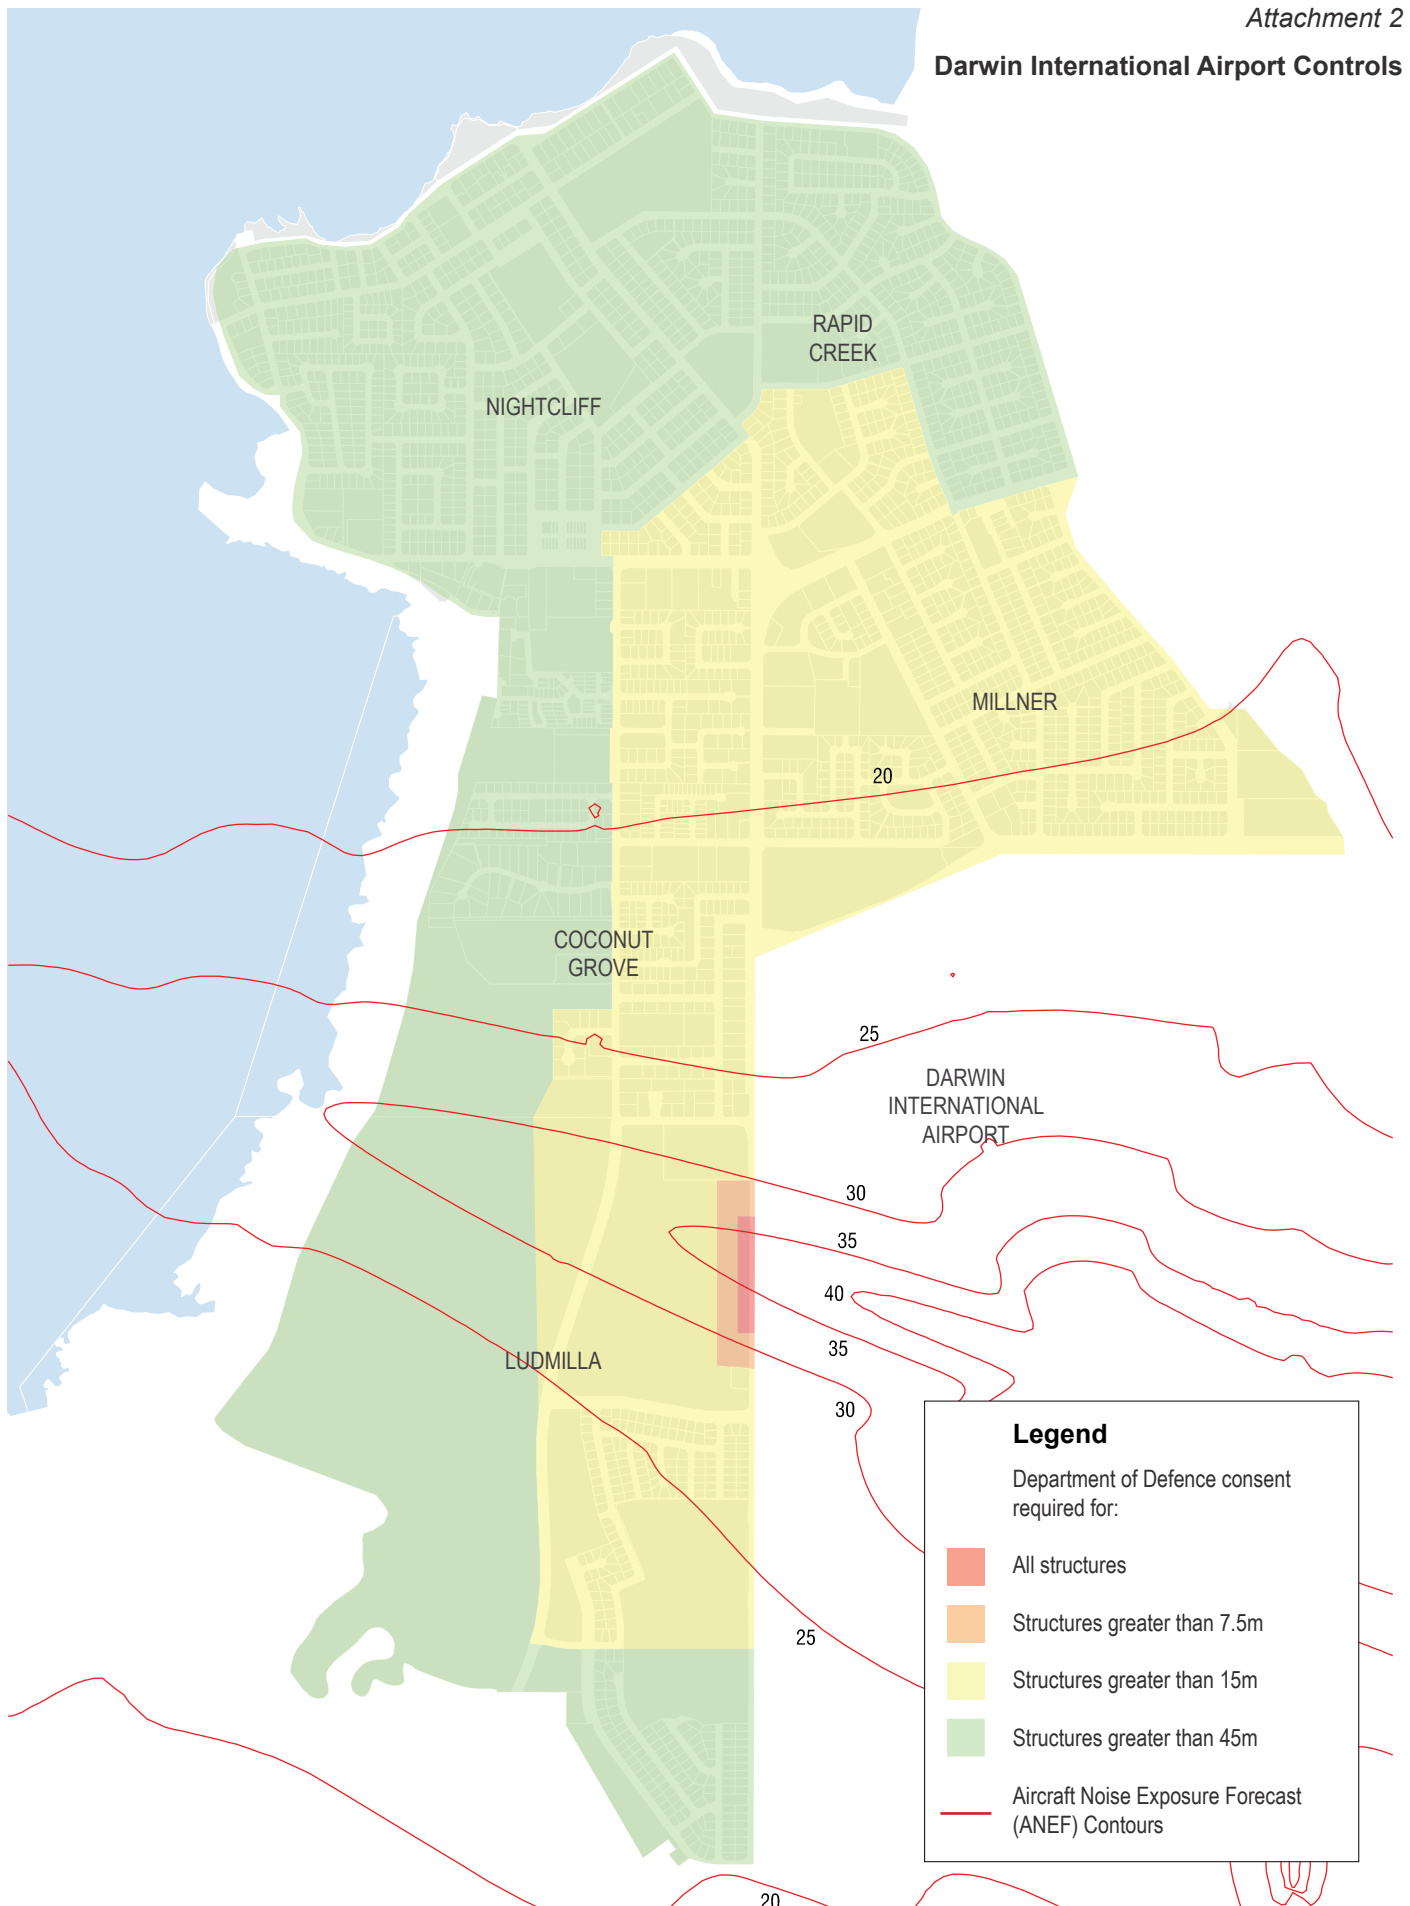 Attachment 2
Darwin International Airport Controls
RAPID
CREEK
NIGHTCLIFF
MILLNER
20
COCONUT
GROVE
25
DARWIN
INTERNATIONAL
AIRPORT
30
35
40
35
LUDMILLA
30
25
20
Legend
Department of Defence consent
required for:
All structures
Structures greater than 7.5m
Structures greater than 15m
Structures greater than 45m
Aircraft Noise Exposure Forecast
(ANEF) Contours